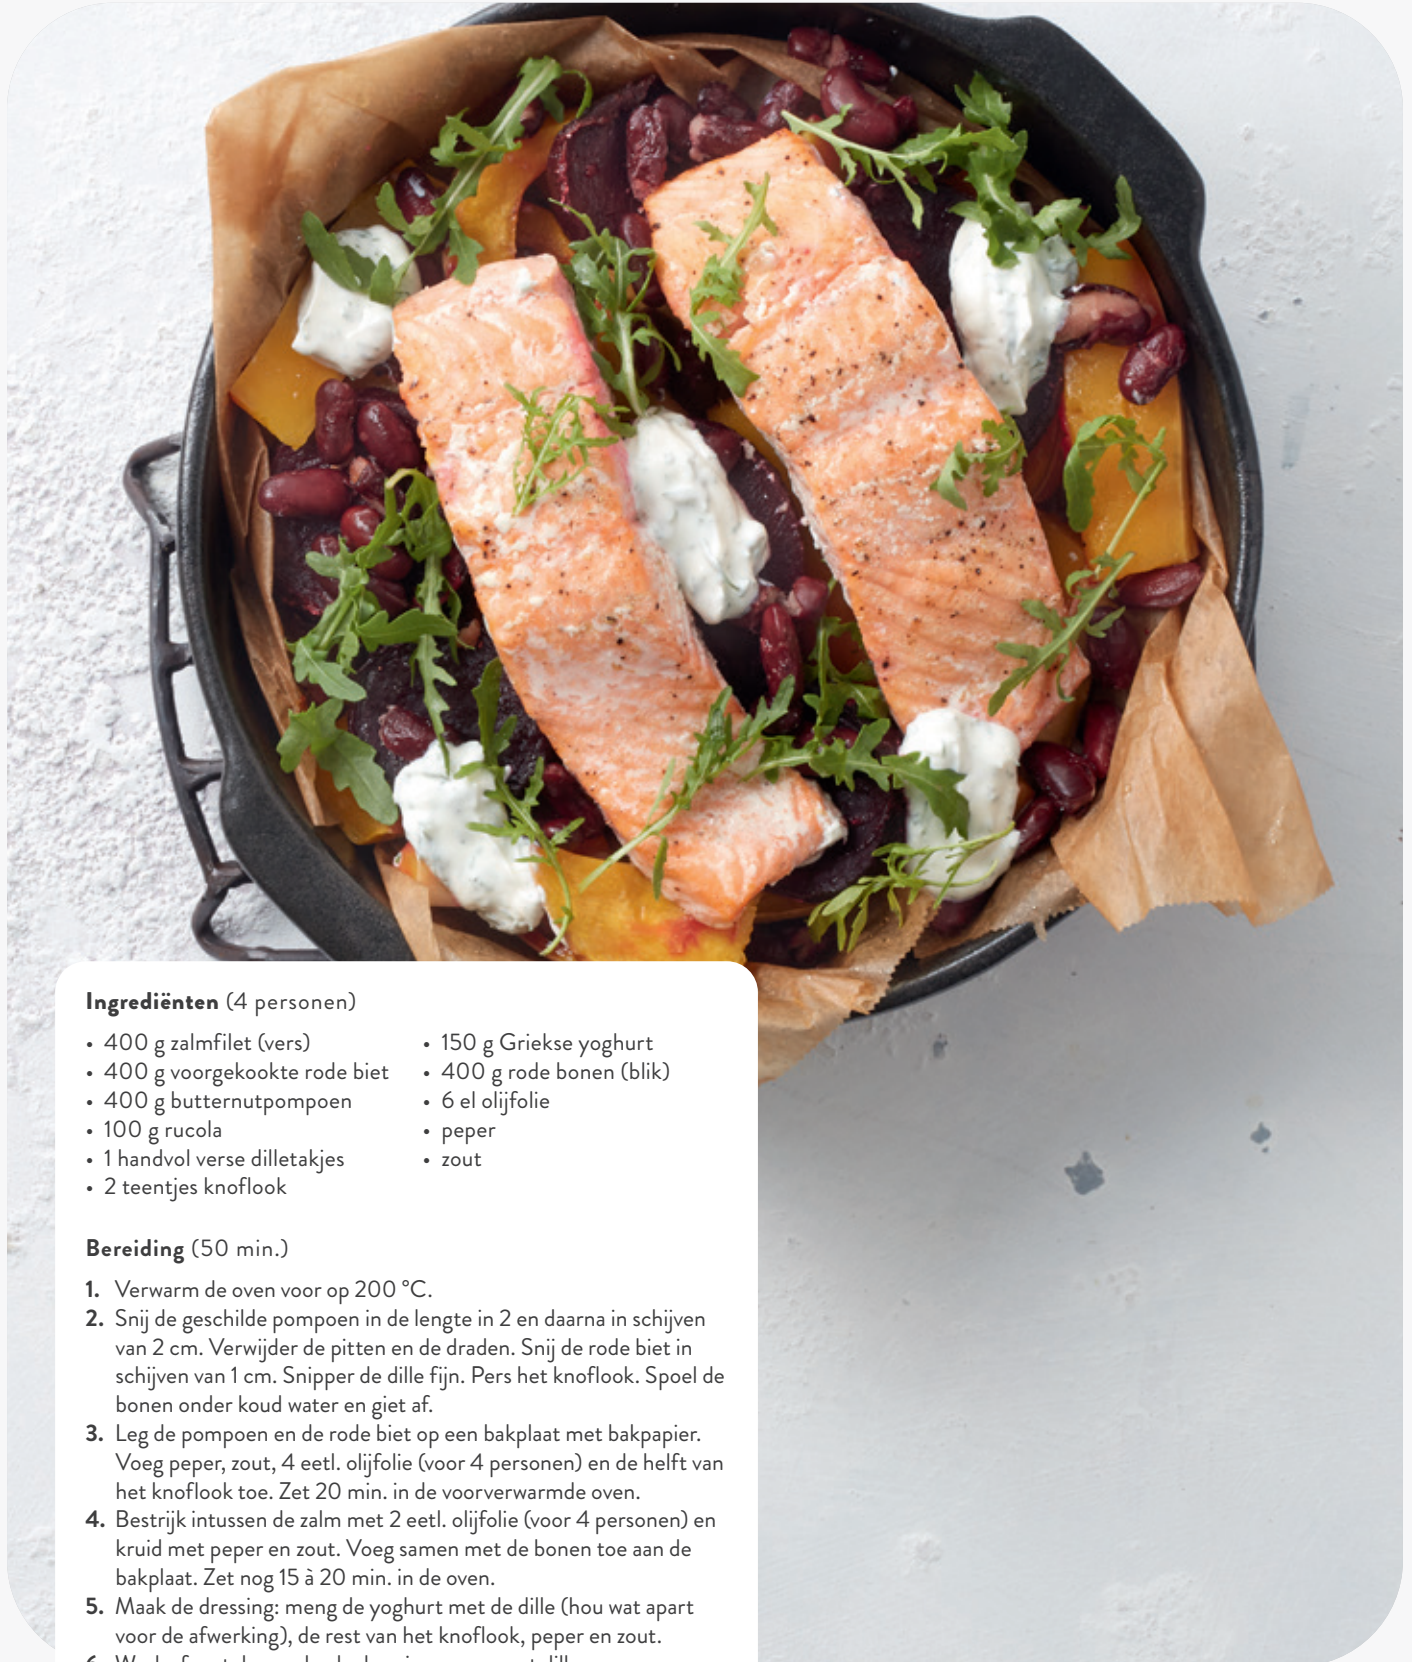 Ingrediënten (4 personen)
• 400 g zalmfilet (vers)
• 400 g voorgekookte rode biet
• 400 g butternutpompoen
• 100 g rucola
• 1 handvol verse dilletakjes
• 2 teentjes knoflook
• 150 g Griekse yoghurt
• 400 g rode bonen (blik)
• 6 el olijfolie
• peper
• zout
Bereiding (50 min.)
1. Verwarm de oven voor op 200 °C.
2. Snij de geschilde pompoen in de lengte in 2 en daarna in schijven
van 2 cm. Verwijder de pitten en de draden. Snij de rode biet in
schijven van 1 cm. Snipper de dille fijn. Pers het knoflook. Spoel de
bonen onder koud water en giet af.
3. Leg de pompoen en de rode biet op een bakplaat met bakpapier.
Voeg peper, zout, 4 eetl. olijfolie (voor 4 personen) en de helft van
het knoflook toe. Zet 20 min. in de voorverwarmde oven.
4. Bestrijk intussen de zalm met 2 eetl. olijfolie (voor 4 personen) en
kruid met peper en zout. Voeg samen met de bonen toe aan de
bakplaat. Zet nog 15 à 20 min. in de oven.
5. Maak de dressing: meng de yoghurt met de dille (hou wat apart
voor de afwerking), de rest van het knoflook, peper en zout.